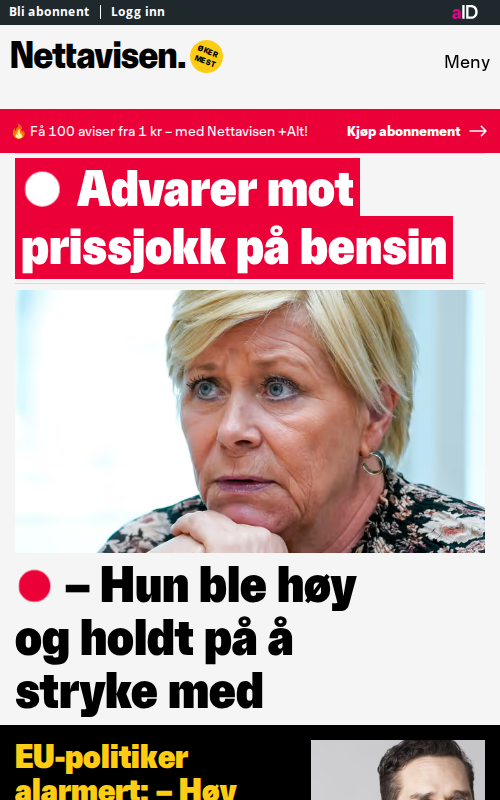 Bli abonnent | Logg inn
aID
Nettavisen.
ØKER
MEST
Meny
Få 100 aviser fra 1 kr – med Nettavisen +Alt!
Kjøp abonnement →
Advarer mot
prissjokk på bensin
– Hun ble høy
og holdt på å
stryke med
EU-politiker
alarmert: – Høy